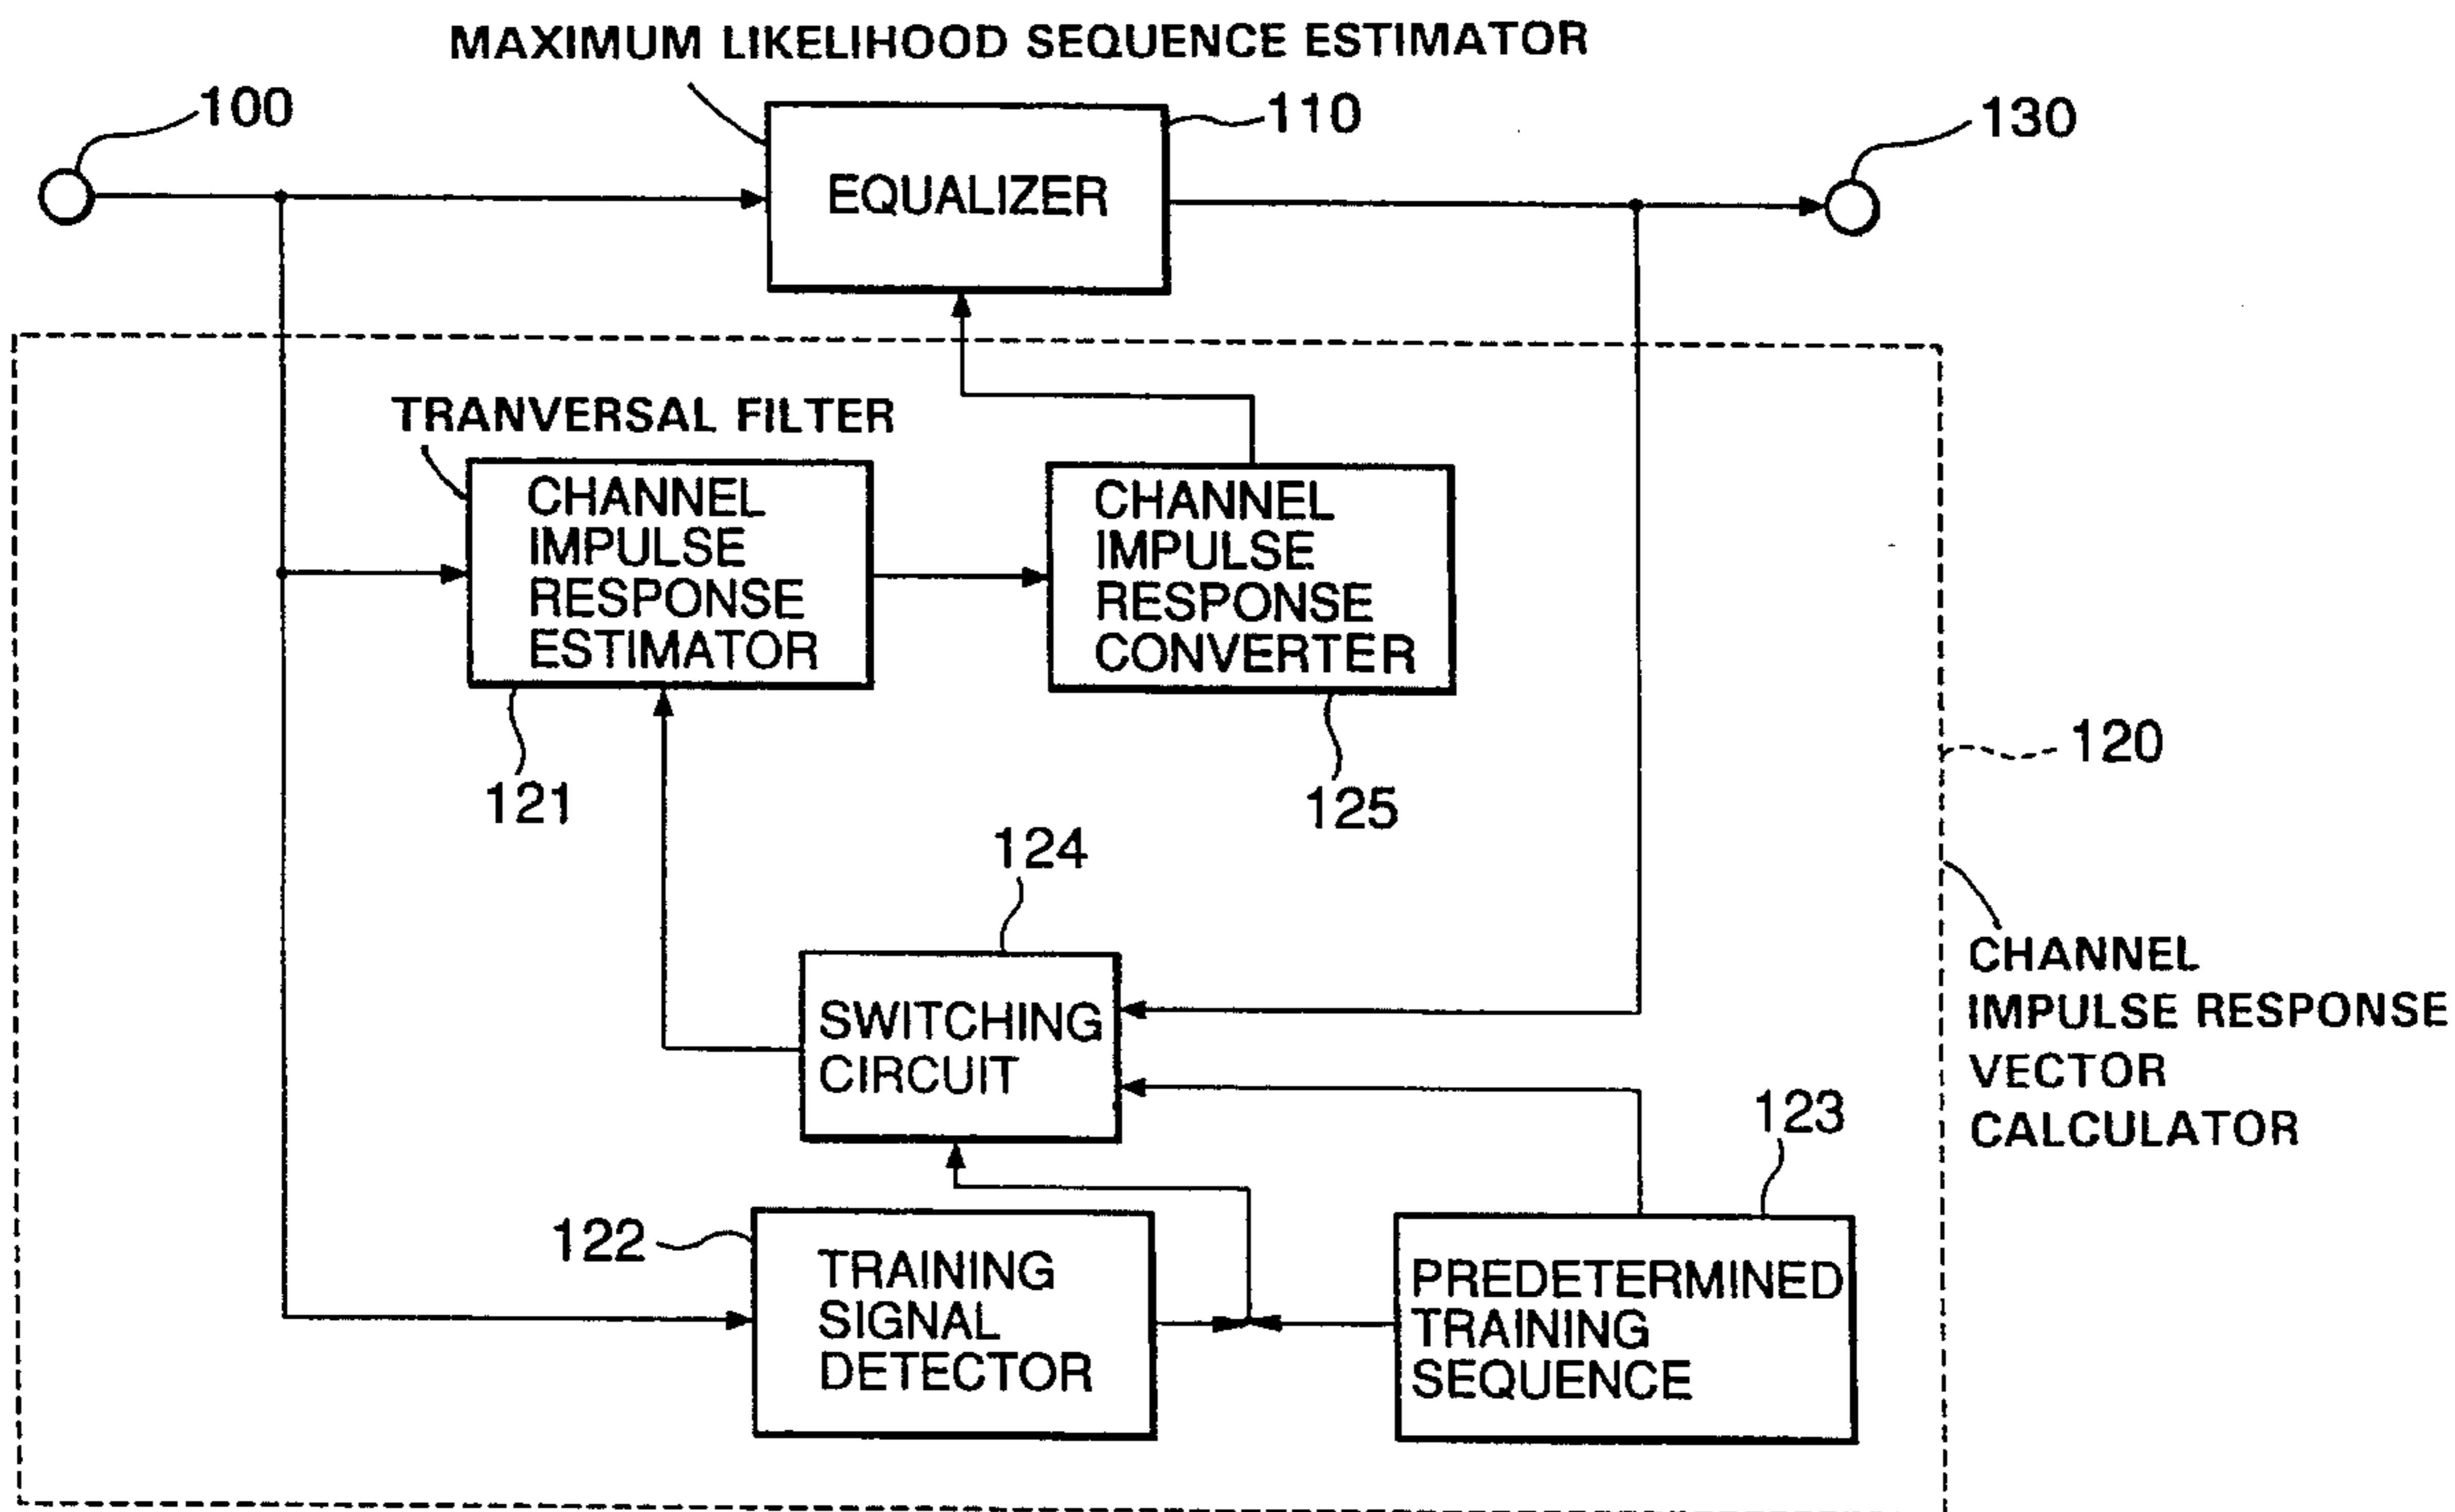 MAXIMUM LIKELIHOOD SEQUENCE ESTIMATOR
100
110
130
EQUALIZER
TRANVERSAL FILTER
CHANNEL
IMPULSE
RESPONSE
ESTIMATOR
CHANNEL
IMPULSE
RESPONSE
CONVERTER
121
125
120
124
CHANNEL
IMPULSE RESPONSE
VECTOR
CALCULATOR
SWITCHING
CIRCUIT
123
122
TRAINING
SIGNAL
DETECTOR
PREDETERMINED
TRAINING
SEQUENCE